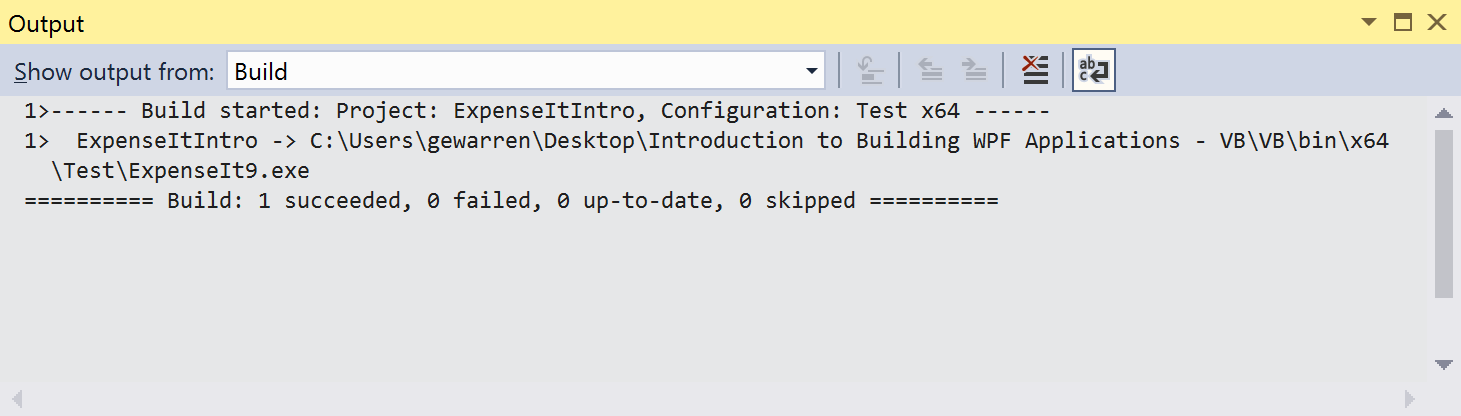 Output
Show output from: Build
1>------ Build started: Project: ExpenseItIntro, Configuration: Test x64 ------
1>  ExpenseItIntro -> C:\Users\gewarren\Desktop\Introduction to Building WPF Applications - VB\VB\bin\x64
\Test\ExpenseIt9.exe
========== Build: 1 succeeded, 0 failed, 0 up-to-date, 0 skipped ==========